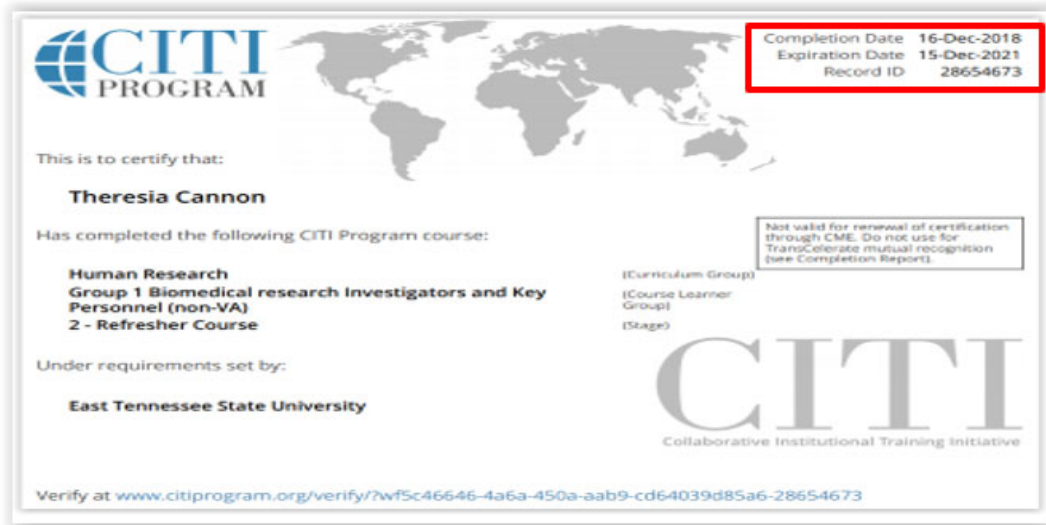 CITI
PROGRAM
Completion Date 16-Dec-2018
Expiration Date 15-Dec-2021
Record ID 28654673
This is to certify that:
Theresia Cannon
Has completed the following CITI Program course:
Not valid for renewal of certification
through CME. Do not use for
TransCelerate mutual recognition
(see Completion Report).
Human Research (Curriculum Group)
Group 1 Biomedical research Investigators and Key (Course Learner
Personnel (non-VA) Group)
2 - Refresher Course (Stage)
Under requirements set by:
East Tennessee State University
CITI
Collaborative Institutional Training Initiative
Verify at www.citiprogram.org/verify/?wf5c46646-4a6a-450a-aab9-cd64039d85a6-28654673